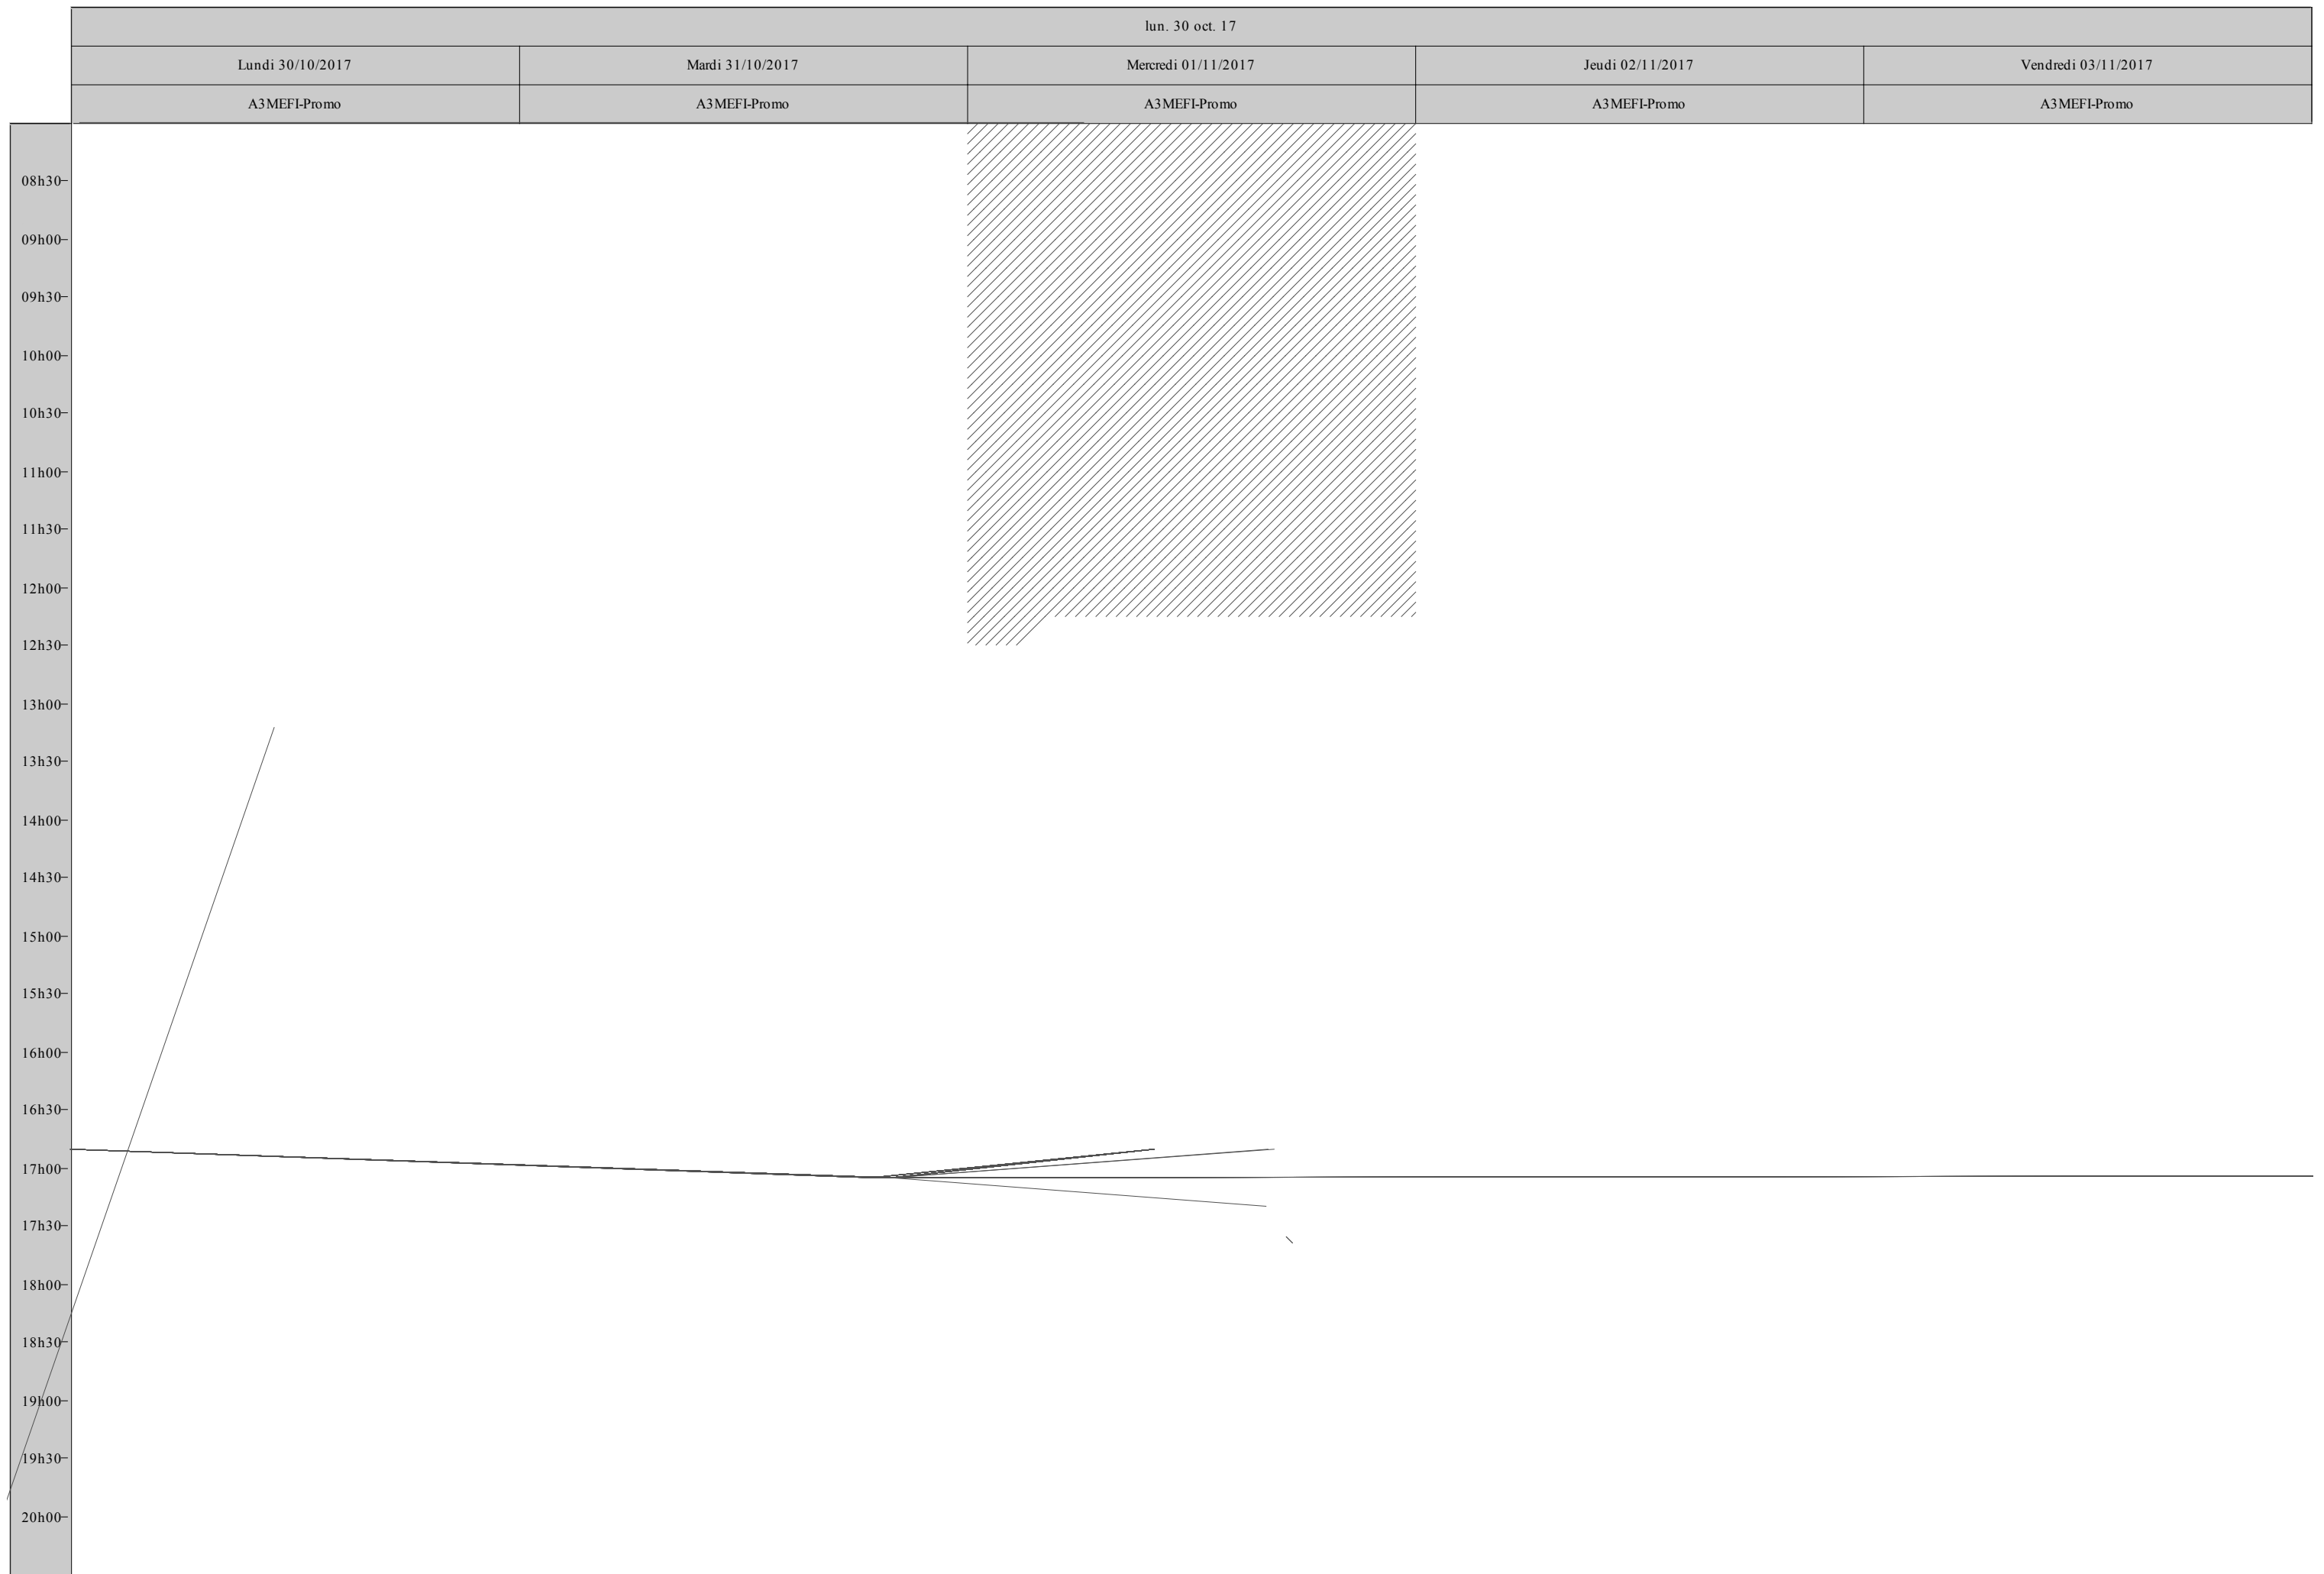 lun. 30 oct. 17
Lundi 30/10/2017 Mardi 31/10/2017 Mercredi 01/11/2017 Jeudi 02/11/2017 Vendredi 03/11/2017
A3MEFI-Promo A3MEFI-Promo A3MEFI-Promo A3MEFI-Promo A3MEFI-Promo
08h30
09h00
09h30
10h00
10h30
11h00
11h30
12h00
12h30
13h00
13h30
14h00
14h30
15h00
15h30
16h00
16h30
17h00
17h30
18h00
18h30
19h00
19h30
20h00